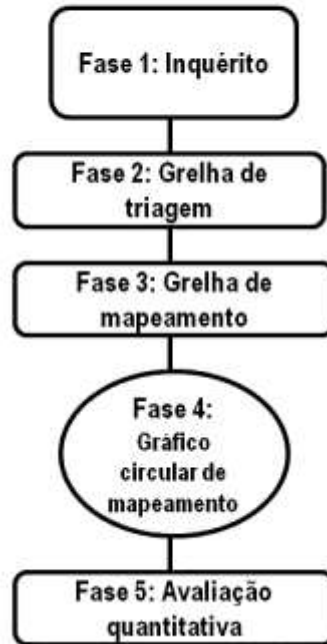 Fase 1: Inquérito
Fase 2: Grelha de
triagem
Fase 3: Grelha de
mapeamento
Fase 4:
Gráfico
circular de
mapeamento
Fase 5: Avaliação
quantitativa